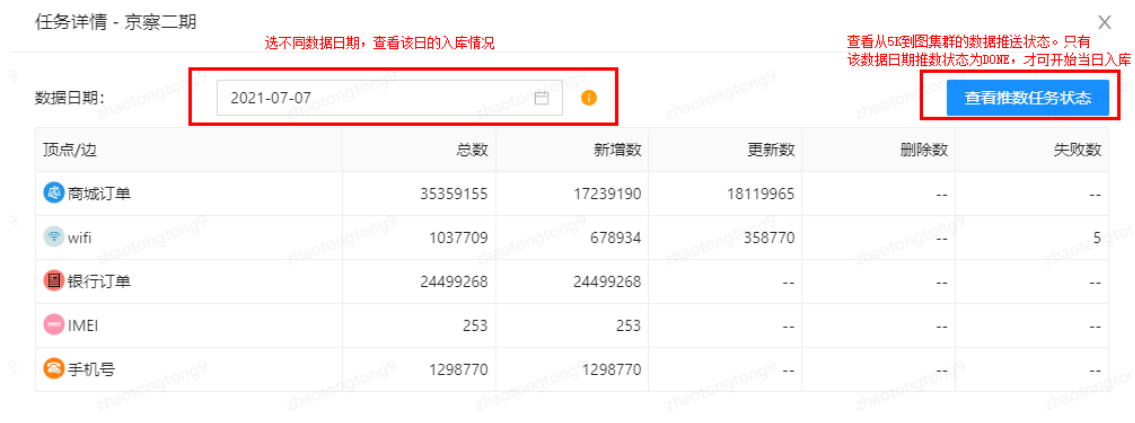 任务详情 - 京察二期
选不同数据日期，查看该日的入库情况
查看从5K到图集群的数据推送状态。只有
该数据日期推数状态为DONE，才可开始当日入库
数据日期：
2021-07-07
查看推数任务状态
顶点/边 总数 新增数 更新数 删除数 失败数
商城订单 35359155 17239190 18119965 -- --
wifi 1037709 678934 358770 -- 5
银行订单 24499268 24499268 -- -- --
IMEI 253 253 -- -- --
手机号 1298770 1298770 -- -- --
zhaotongtong9